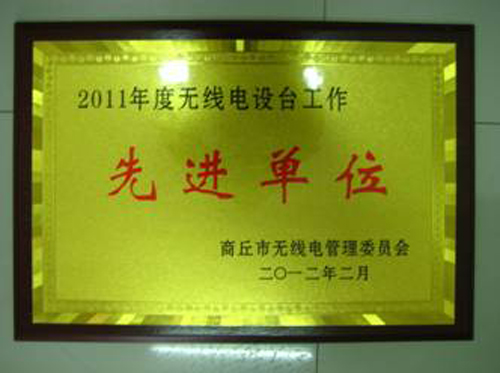 2011年度无线电设台工作
先进单位
商丘市无线电管理委员会
二〇一二年二月